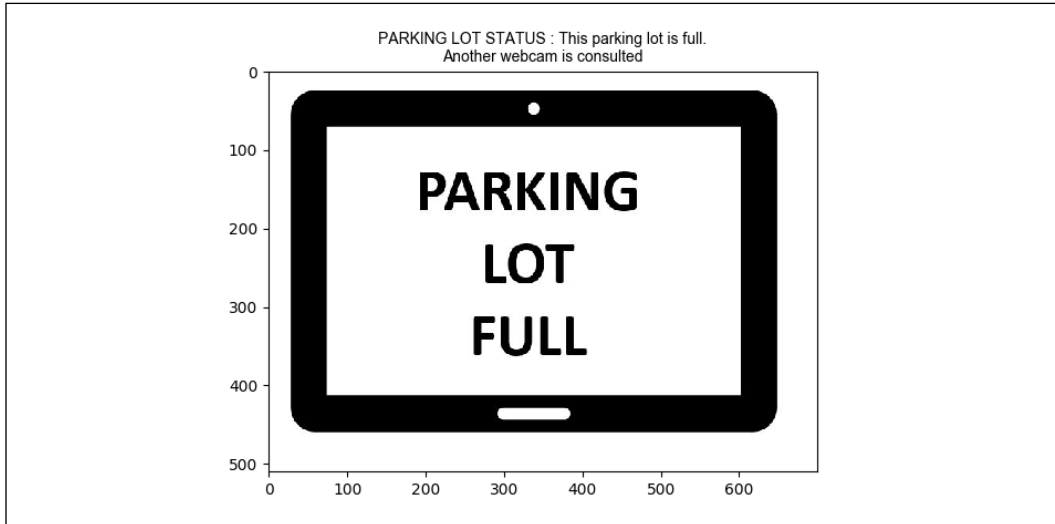 PARKING LOT STATUS : This parking lot is full.
Another webcam is consulted
0
100
200
300
400
500
PARKING
LOT
FULL
0 100 200 300 400 500 600